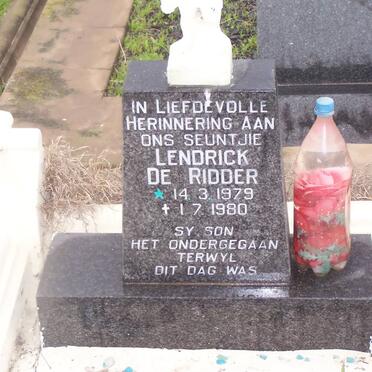 IN LIEFDEVOLLE
HERINNERING AAN
ONS SEUNTJIE
LENDRICK
DE RIDDER
★ 14.3.1979
✝ 1.7.1980
SY SON
HET ONDERGEGAAN
TERWYL
DIT DAG WAS